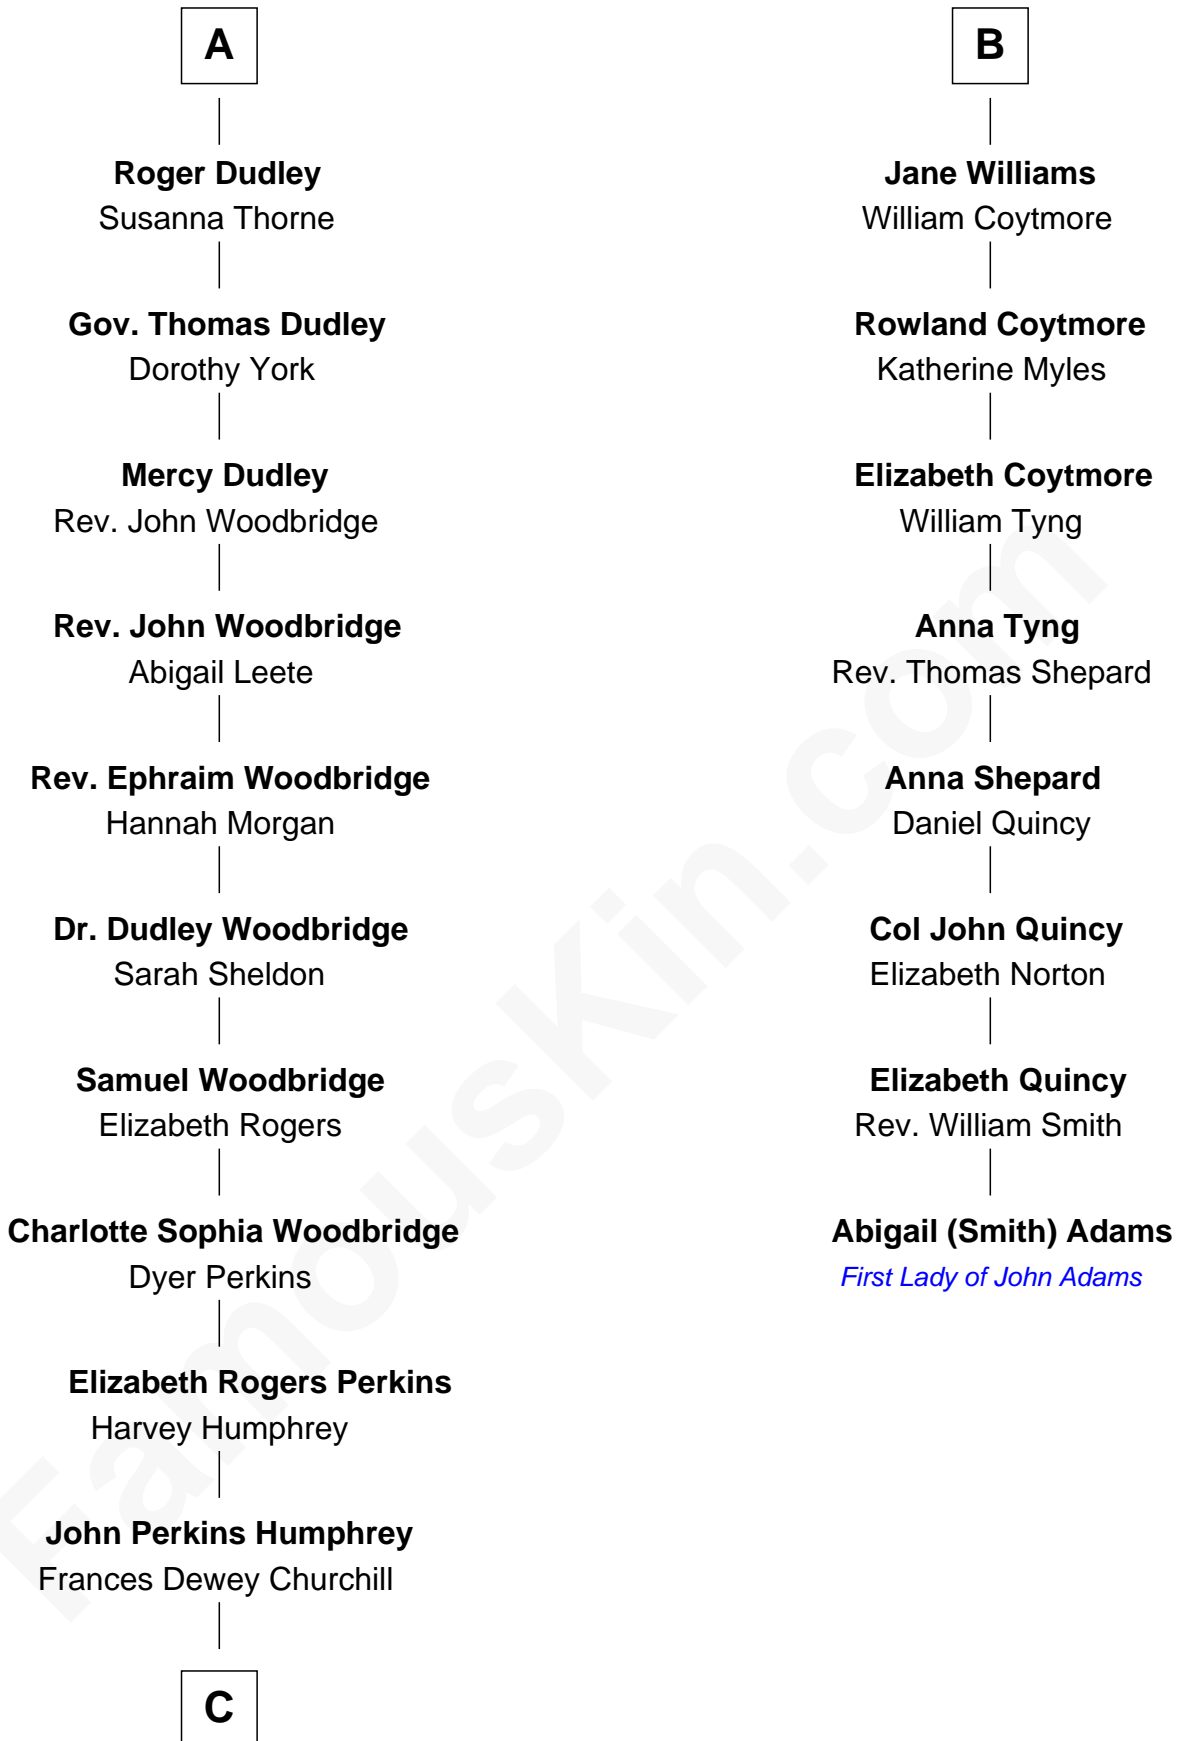 A
Roger Dudley
Susanna Thorne
Gov. Thomas Dudley
Dorothy York
Mercy Dudley
Rev. John Woodbridge
Rev. John Woodbridge
Abigail Leete
Rev. Ephraim Woodbridge
Hannah Morgan
Dr. Dudley Woodbridge
Sarah Sheldon
Samuel Woodbridge
Elizabeth Rogers
Charlotte Sophia Woodbridge
Dyer Perkins
Elizabeth Rogers Perkins
Harvey Humphrey
John Perkins Humphrey
Frances Dewey Churchill
C
B
Jane Williams
William Coytmore
Rowland Coytmore
Katherine Myles
Elizabeth Coytmore
William Tyng
Anna Tyng
Rev. Thomas Shepard
Anna Shepard
Daniel Quincy
Col John Quincy
Elizabeth Norton
Elizabeth Quincy
Rev. William Smith
Abigail (Smith) Adams
First Lady of John Adams
FamousKin.com